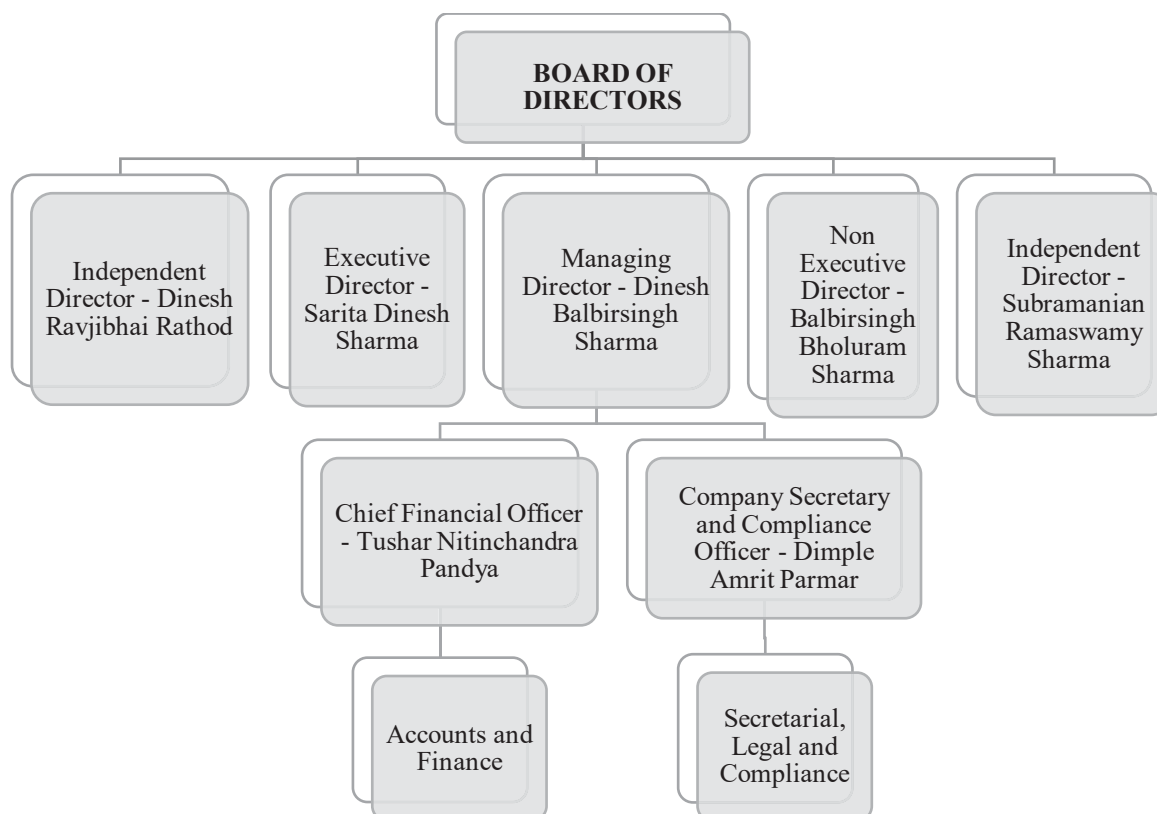 BOARD OF
DIRECTORS
Independent
Director - Dinesh
Ravjibhai Rathod
Executive
Director -
Sarita Dinesh
Sharma
Managing
Director - Dinesh
Balbirsingh
Sharma
Non
Executive
Director -
Balbirsingh
Bholuram
Sharma
Independent
Director -
Subramanian
Ramaswamy
Sharma
Chief Financial Officer
- Tushar Nitinchandra
Pandya
Company Secretary
and Compliance
Officer - Dimple
Amrit Parmar
Accounts and
Finance
Secretarial,
Legal and
Compliance